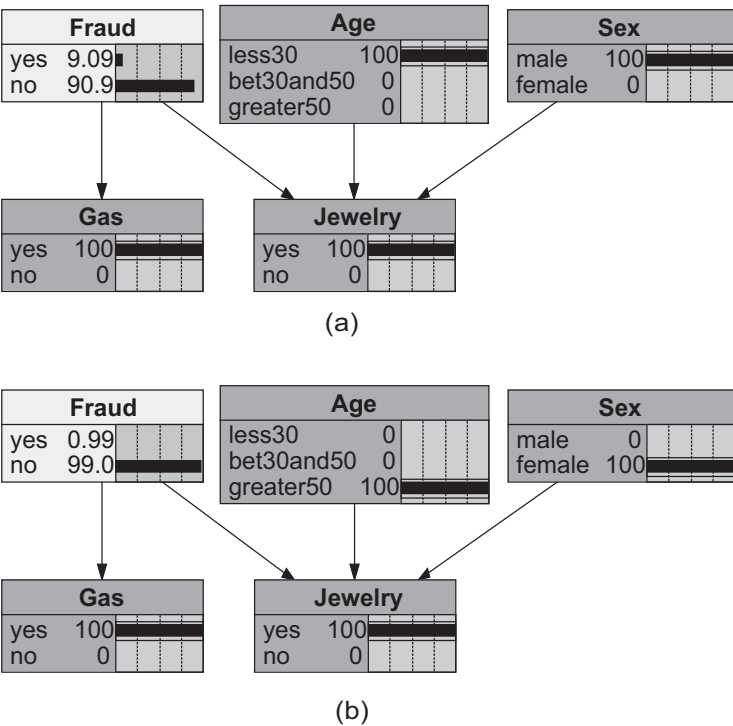 Fraud
yes 9.09
no 90.9
Age
less30 100
bet30and50 0
greater50 0
Sex
male 100
female 0
Gas
yes 100
no 0
Jewelry
yes 100
no 0
(a)
Fraud
yes 0.99
no 99.0
Age
less30 0
bet30and50 0
greater50 100
Sex
male 0
female 100
Gas
yes 100
no 0
Jewelry
yes 100
no 0
(b)